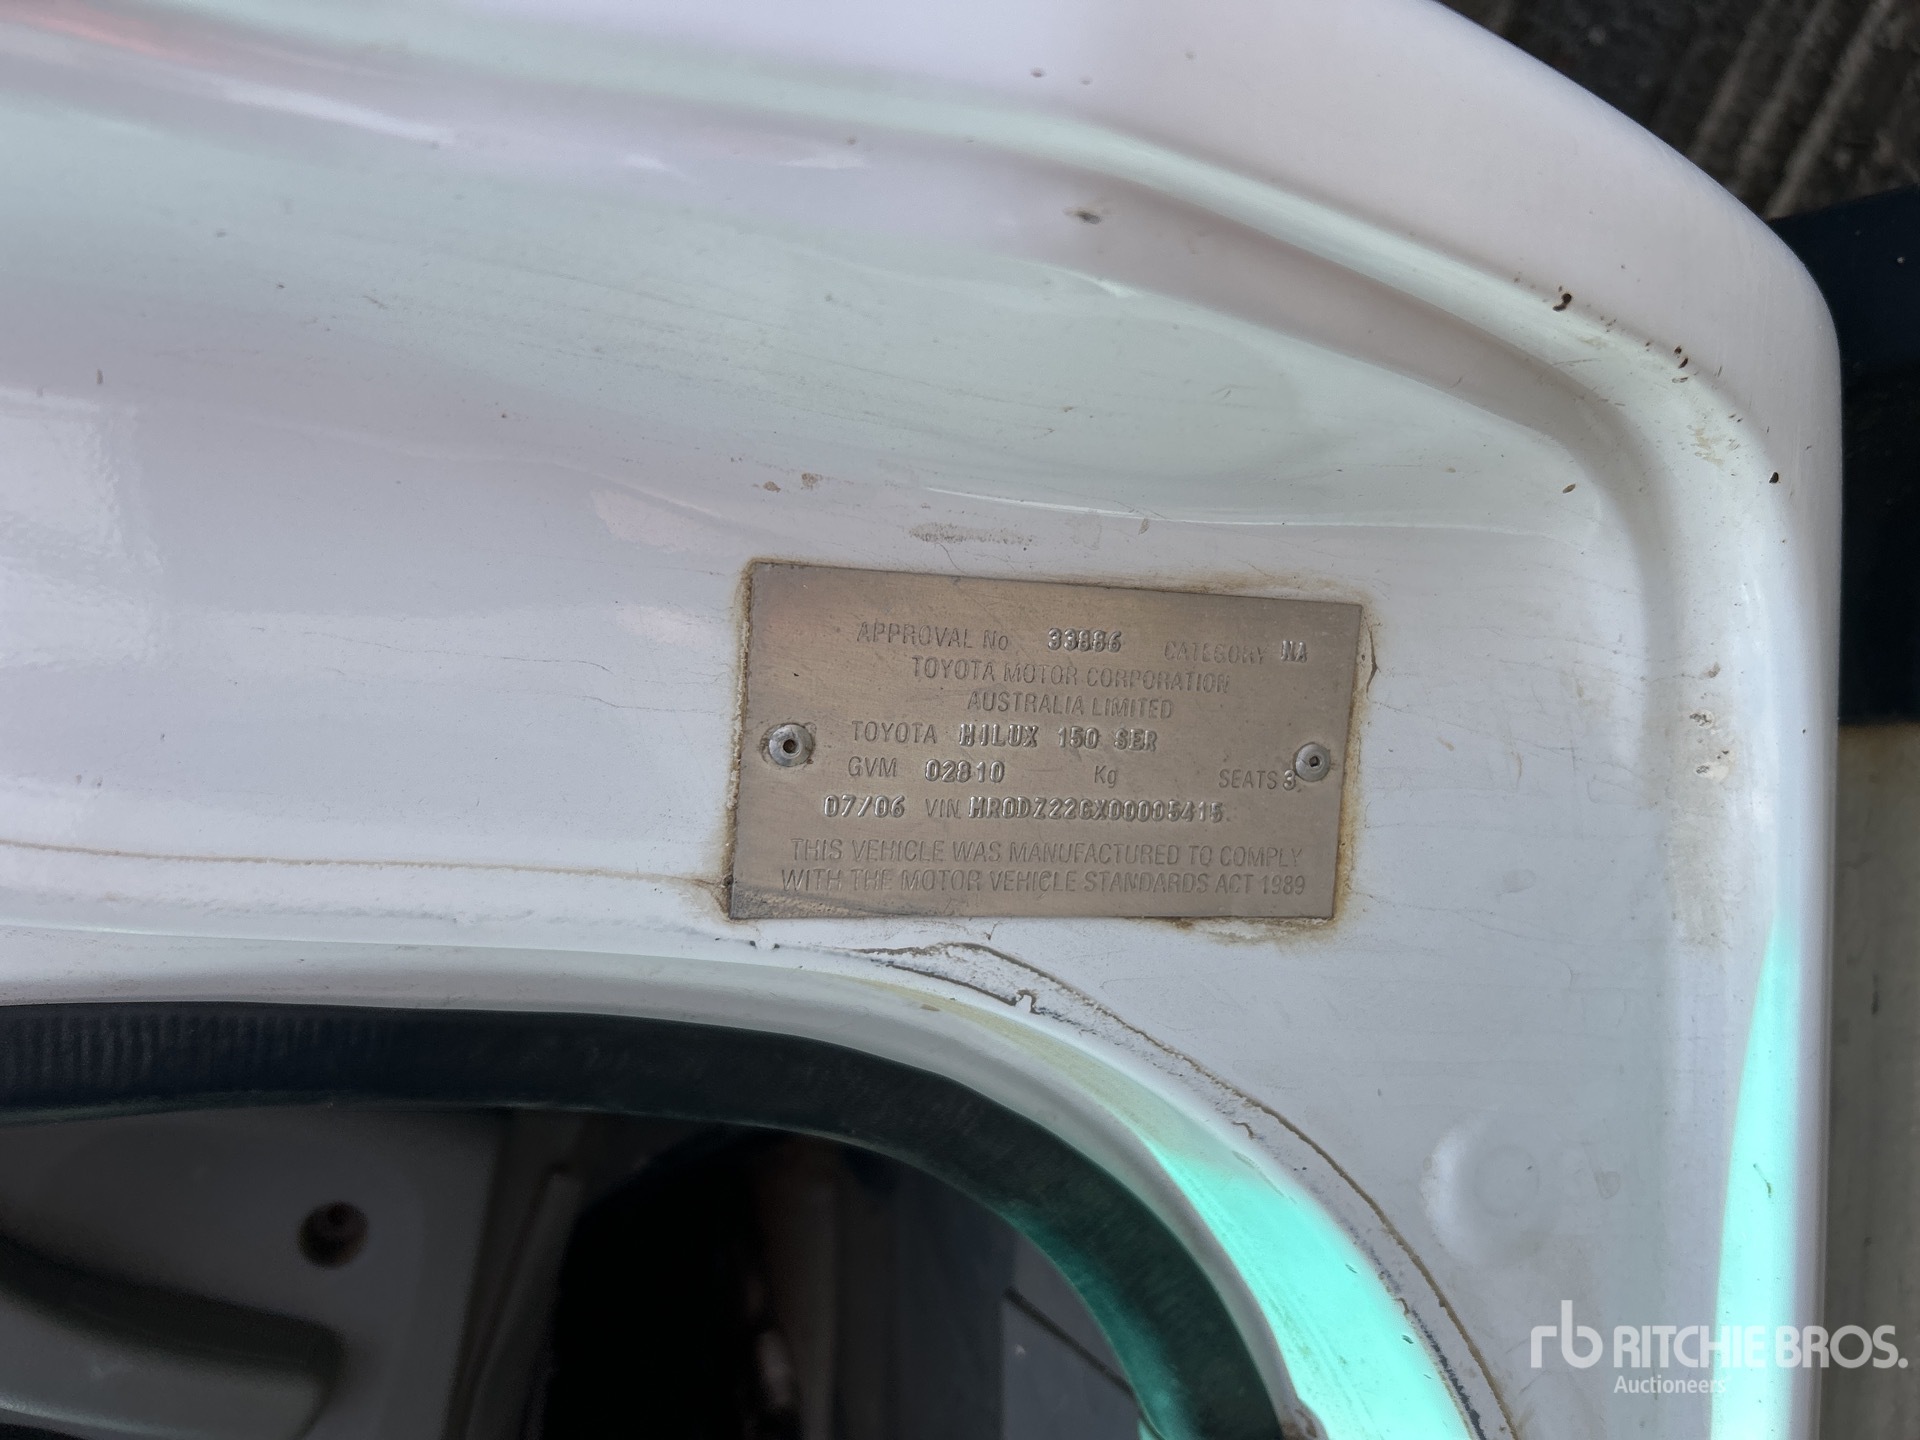 APPROVAL No 33886 CATEGORY NA
TOYOTA MOTOR CORPORATION
AUSTRALIA LIMITED
TOYOTA HILUX 150 SER
GVM 02810 Kg SEATS 3
07/06 VIN MR0DZ22GX00005415
THIS VEHICLE WAS MANUFACTURED TO COMPLY
WITH THE MOTOR VEHICLE STANDARDS ACT 1989
rb RITCHIE BROS.
Auctioneers